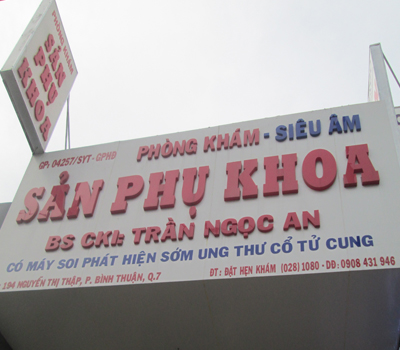 PHÒNG KHÁM
SẢN
PHỤ
KHOA
GP: 04257/SYT - GPHĐ
PHÒNG KHÁM - SIÊU ÂM
SẢN PHỤ KHOA
BS CKI: TRẦN NGỌC AN
CÓ MÁY SOI PHÁT HIỆN SỚM UNG THƯ CỔ TỬ CUNG
194 NGUYỄN THỊ THẬP, P. BÌNH THUẬN, Q.7
ĐT: ĐẶT HẸN KHÁM (028) 1080 - DĐ: 0908 431 946